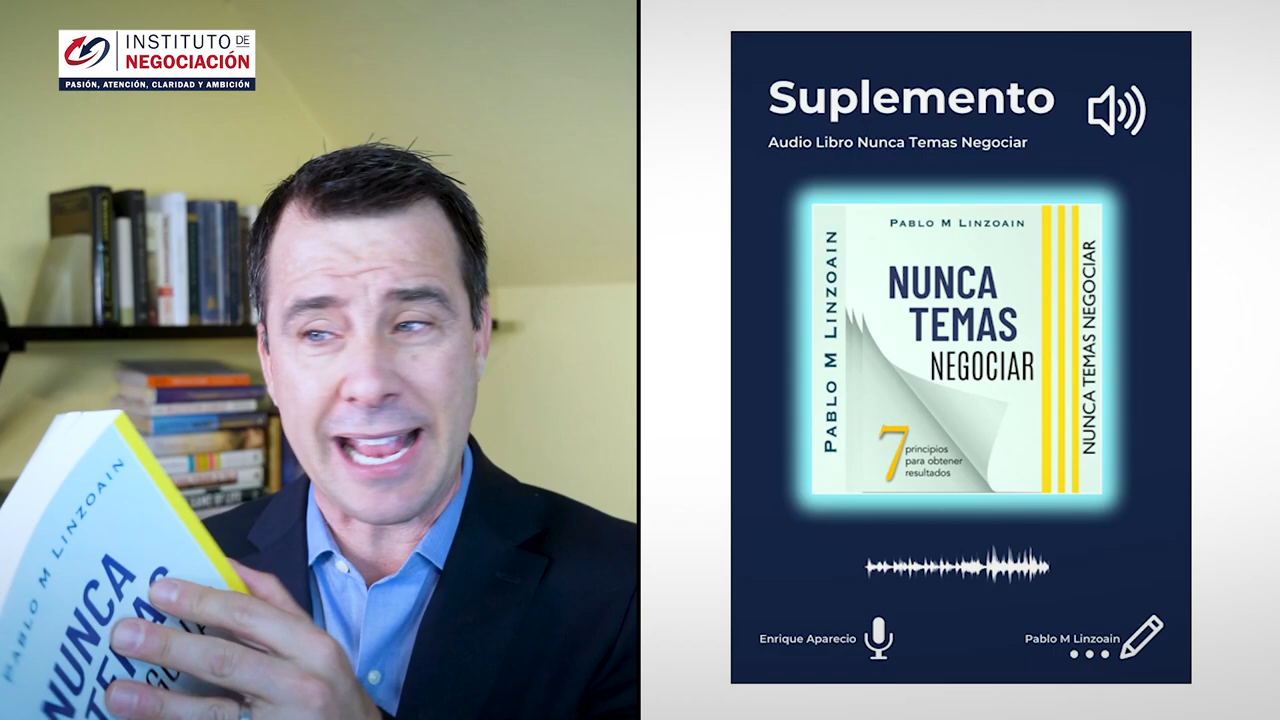 INSTITUTO DE
NEGOCIACIÓN
PASIÓN, ATENCIÓN, CLARIDAD Y AMBICIÓN
PABLO M LINZOAIN
NUNCA
Suplemento
Audio Libro Nunca Temas Negociar
PABLO M LINZOAIN
PABLO M LINZOAIN
NUNCA
TEMAS
NEGOCIAR
7 principios
para obtener
resultados
NUNCA TEMAS NEGOCIAR
Enrique Aparecio
Pablo M Linzoain